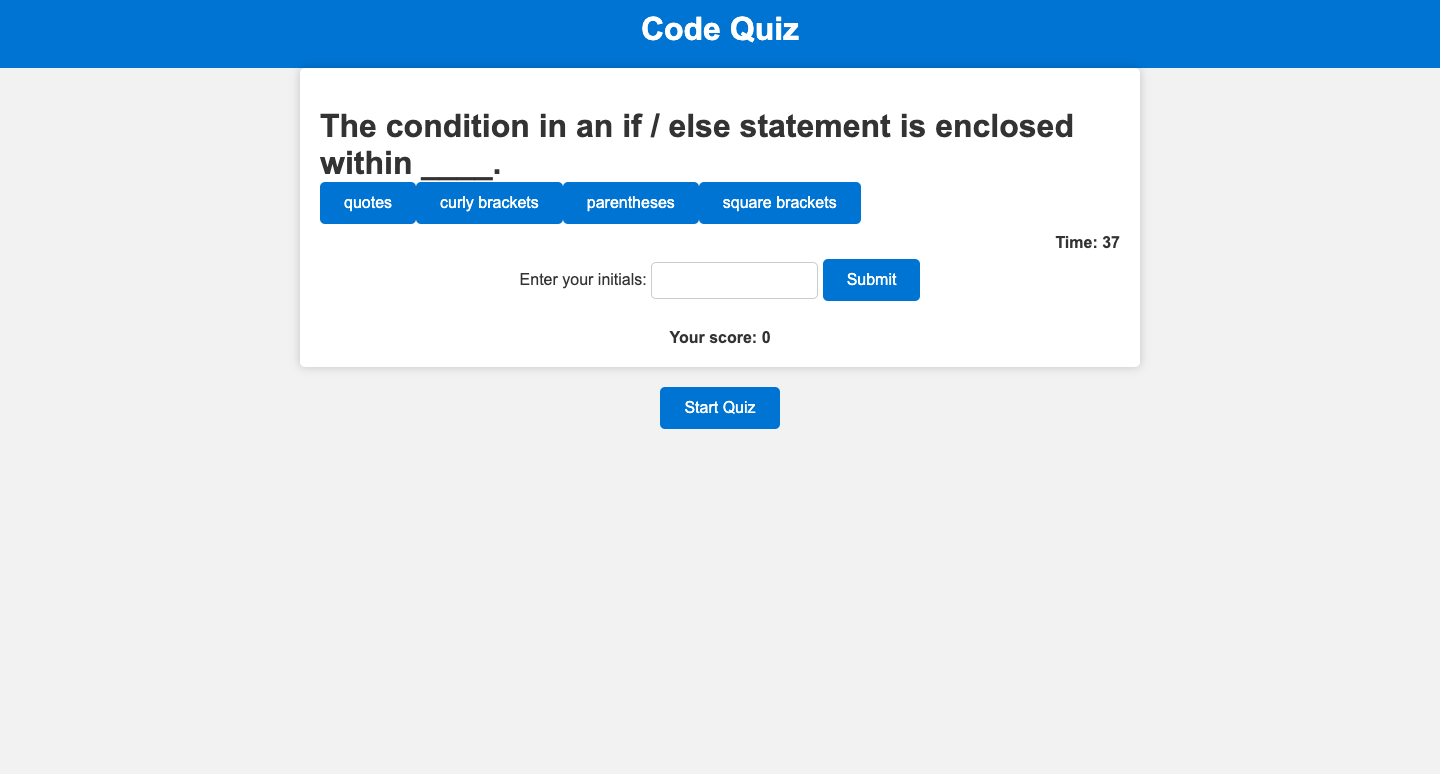 Code Quiz
The condition in an if / else statement is enclosed
within ____.
quotes curly brackets parentheses square brackets
Time: 37
Enter your initials: Submit
Your score: 0
Start Quiz